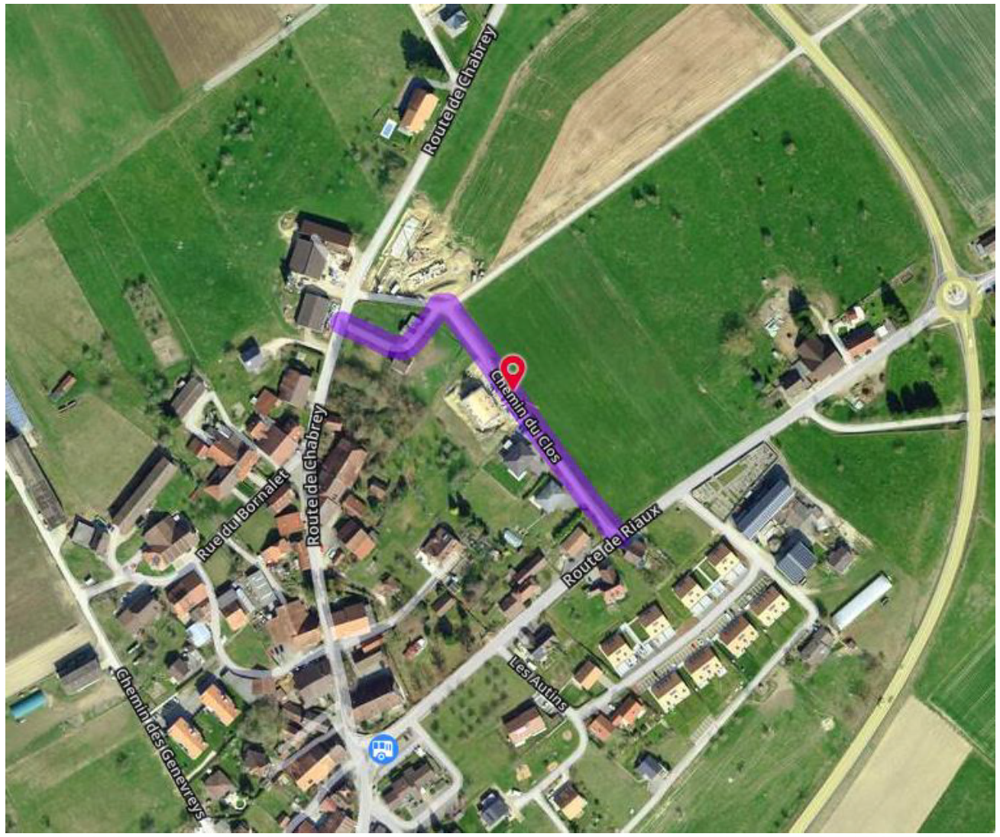 Route de Chabrey
Chemin du Clos
Route de Chabrey
Rue du Bornalet
Route de Riaux
Les Autins
Chemin des Genevreys